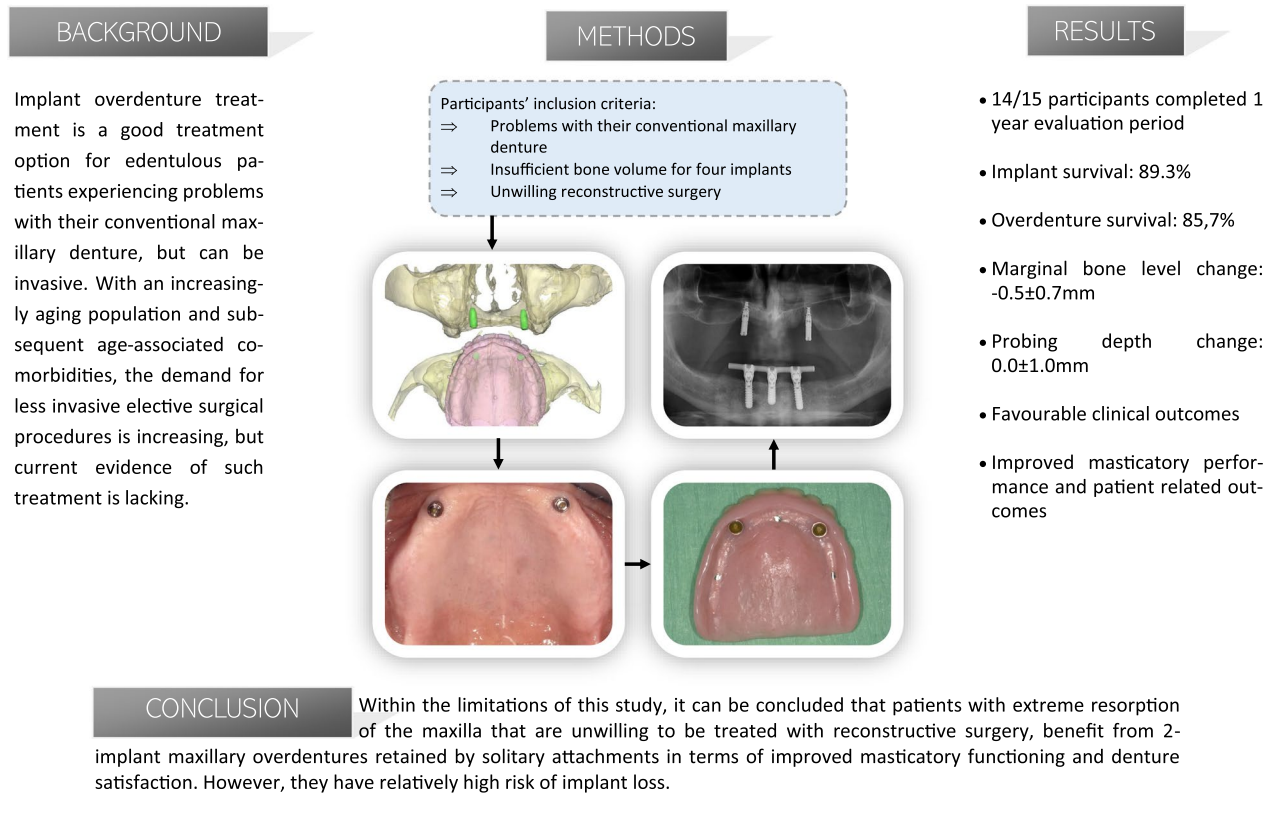 BACKGROUND
Implant overdenture treat-
ment is a good treatment
option for edentulous pa-
tients experiencing problems
with their conventional max-
illary denture, but can be
invasive. With an increasing-
ly aging population and sub-
sequent age-associated co-
morbidities, the demand for
less invasive elective surgical
procedures is increasing, but
current evidence of such
treatment is lacking.
METHODS
Participants’ inclusion criteria:
⇒ Problems with their conventional maxillary
denture
⇒ Insufficient bone volume for four implants
⇒ Unwilling reconstructive surgery
RESULTS
• 14/15 participants completed 1
year evaluation period
• Implant survival: 89.3%
• Overdenture survival: 85,7%
• Marginal bone level change:
-0.5±0.7mm
• Probing depth change:
0.0±1.0mm
• Favourable clinical outcomes
• Improved masticatory perfor-
mance and patient related out-
comes
CONCLUSION
Within the limitations of this study, it can be concluded that patients with extreme resorption
of the maxilla that are unwilling to be treated with reconstructive surgery, benefit from 2-
implant maxillary overdentures retained by solitary attachments in terms of improved masticatory functioning and denture
satisfaction. However, they have relatively high risk of implant loss.